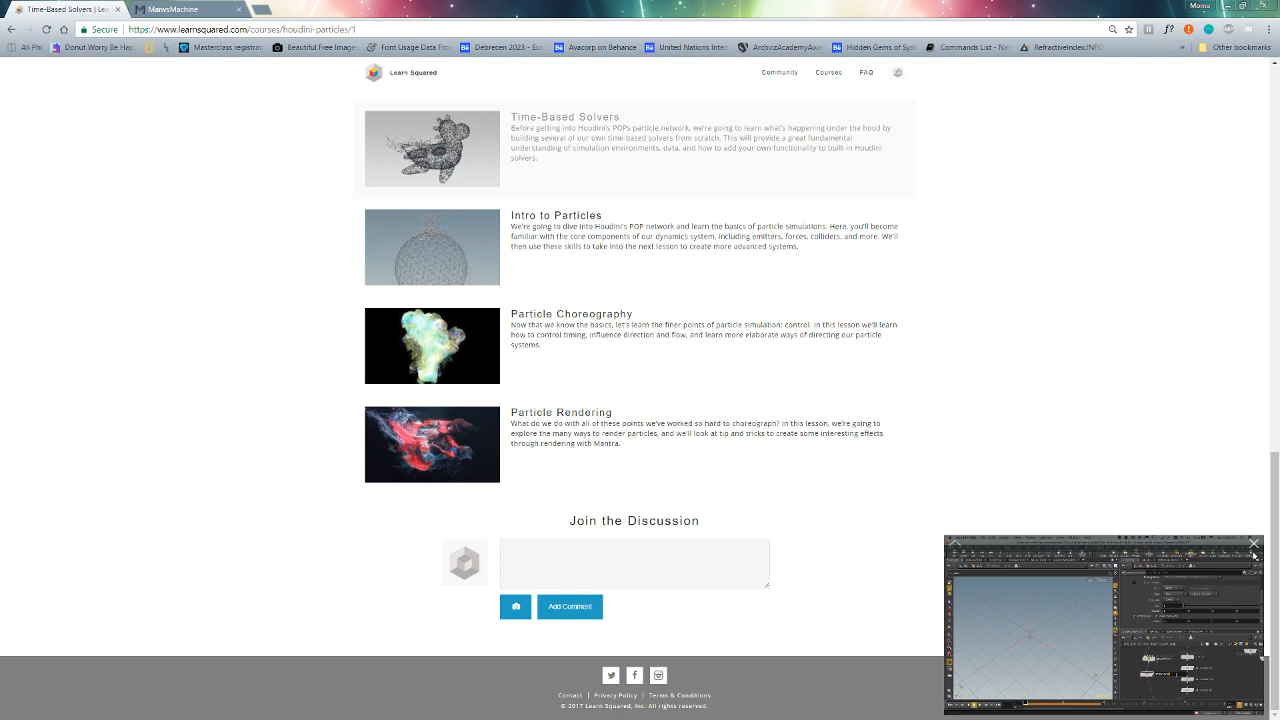 Time-Based Solvers | Lea
MarwsMachine
Momo
Secure
https://www.learnsquared.com/courses/houdini-particles/1
Ali Phi
Donut Worry Be Hap
Masterclass registrat
Beautiful Free Images
Font Usage Data Fro
Debrecen 2023 - Eu
Avacorp on Behance
United Nations Inte
ArchvizAcademyAwar
Hidden Gems of Syd
Commands List - Na
RefractiveIndex.INFO
»
Other bookmarks
Learn Squared
Community
Courses
FAQ
Time-Based Solvers
Before getting into Houdini's POPs particle network, we're going to learn what's happening under the hood by
building several of our own time-based solvers from scratch. This will provide a great fundamental
understanding of simulation environments, data, and how to add your own functionality to built-in Houdini
solvers.
Intro to Particles
We're going to dive into Houdini's POP network and learn the basics of particle simulations. Here, you'll become
familiar with the core components of our dynamics system, including emitters, forces, colliders, and more. We'll
then use these skills to take into the next lesson to create more advanced systems.
Particle Choreography
Now that we know the basics, let's learn the finer points of particle simulation: control. In this lesson we'll learn
how to control timing, influence direction and flow, and learn more elaborate ways of directing our particle
systems.
Particle Rendering
What do we do with all of these points we've worked so hard to choreograph? In this lesson, we're going to
explore the many ways to render particles, and we'll look at tip and tricks to create some interesting effects
through rendering with Mantra.
Join the Discussion
Add Comment
Contact | Privacy Policy | Terms & Conditions
© 2017 Learn Squared, Inc. All rights reserved.